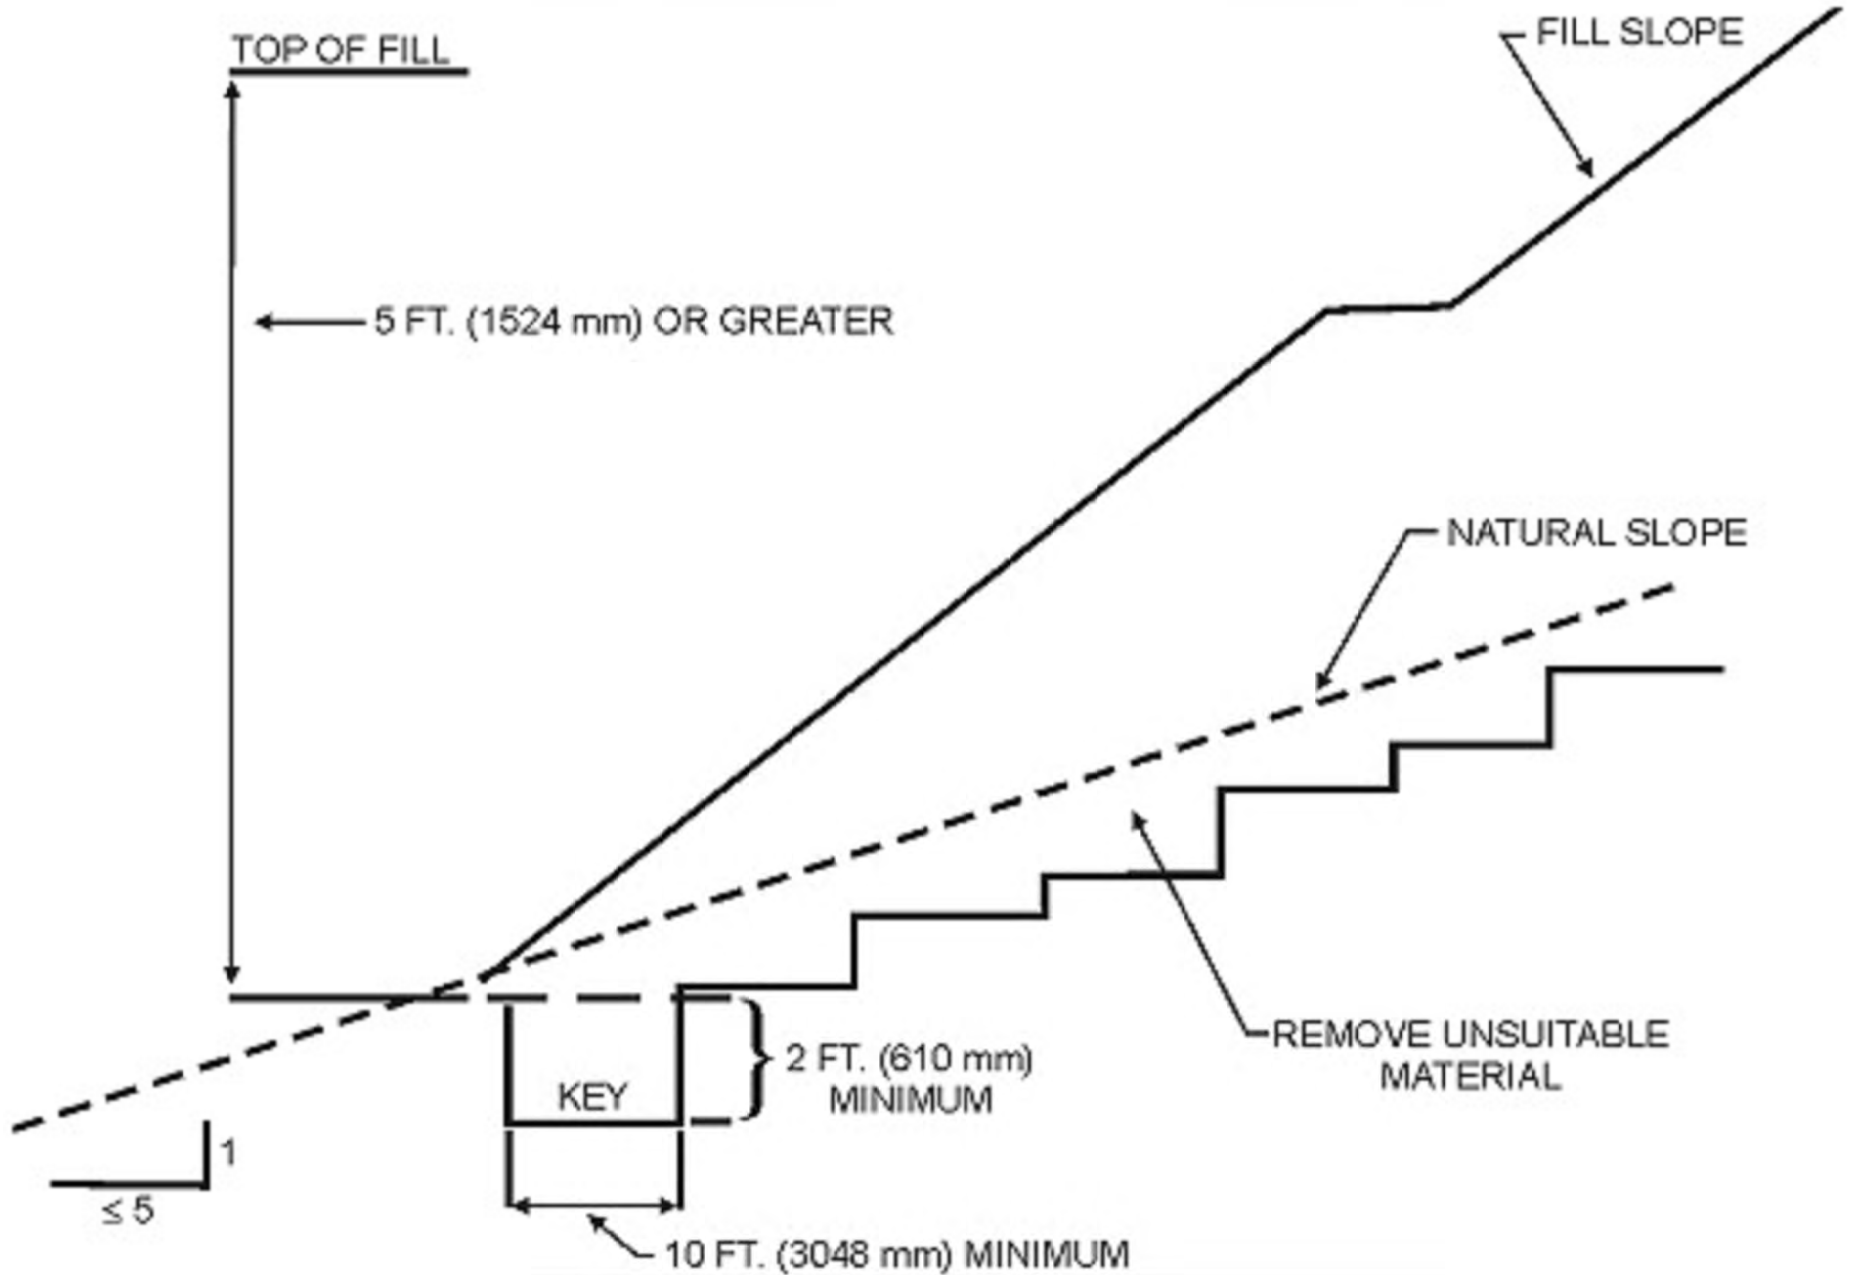 TOP OF FILL
FILL SLOPE
5 FT. (1524 mm) OR GREATER
NATURAL SLOPE
REMOVE UNSUITABLE
MATERIAL
2 FT. (610 mm)
MINIMUM
KEY
1
≤ 5
10 FT. (3048 mm) MINIMUM